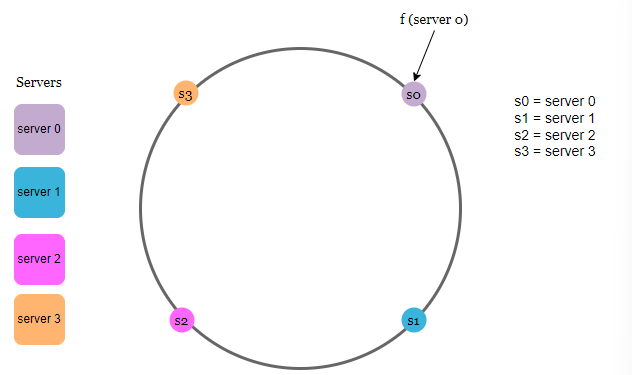 f (server 0)
Servers
server 0
server 1
server 2
server 3
s3
s0
s2
s1
s0 = server 0
s1 = server 1
s2 = server 2
s3 = server 3